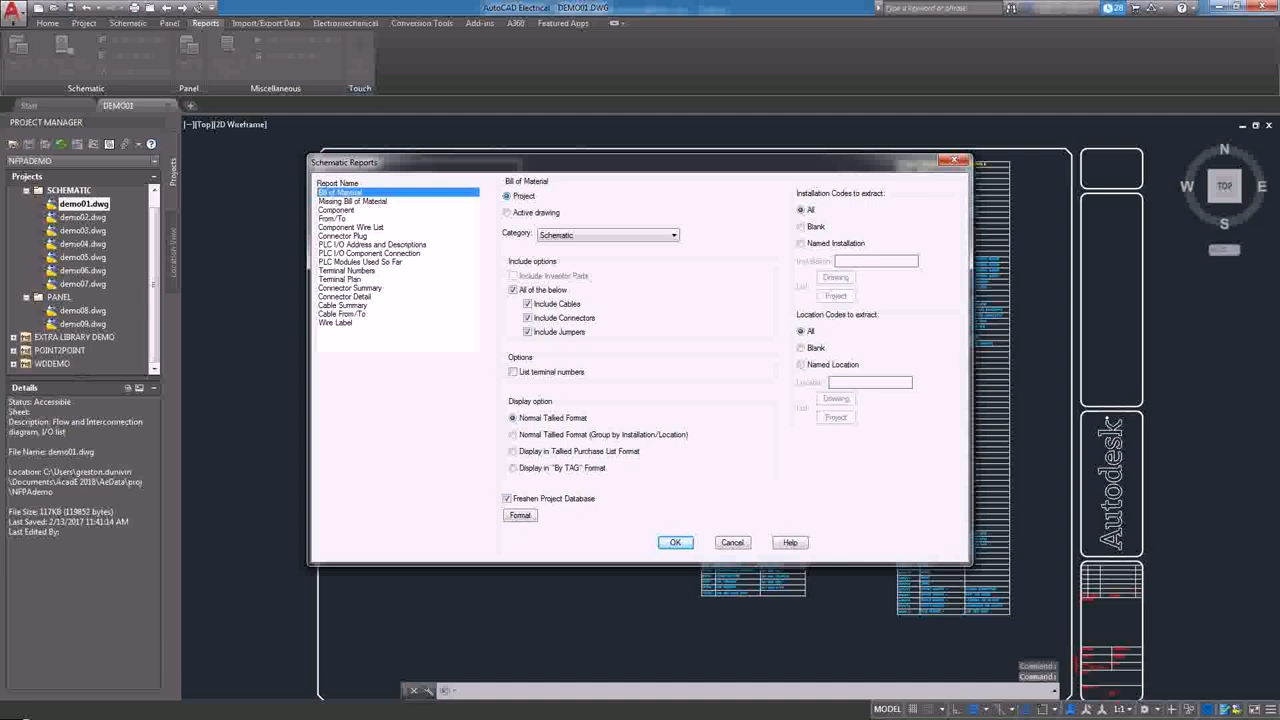 AutoCAD Electrical DEMO01.DWG
Type a keyword or phrase
28
Home Project Schematic Panel Reports Import/Export Data Electromechanical Conversion Tools Add-ins A360 Featured Apps
Schematic Panel Miscellaneous Touch
Start DEMO01
PROJECT MANAGER
[−][Top][2D Wireframe]
NFPADEMO
Projects
SCHEMATIC
demo01.dwg
demo02.dwg
demo03.dwg
demo04.dwg
demo05.dwg
demo06.dwg
demo07.dwg
PANEL
demo08.dwg
demo09.dwg
EXTRA LIBRARY DEMO
POINT2POINT
WDDEMO
Projects
Location View
Details
Status: Accessible
Sheet:
Description: Flow and Interconnection
diagram, I/O list
File Name: demo01.dwg
Location: C:\Users\greston.dunivin
\Documents\AcadE 2018\AeData\proj
\NFPAdemo
File Size: 117KB (119852 bytes)
Last Saved: 2/13/2017 11:41:14 AM
Last Edited By:
Schematic Reports
Report Name
Bill of Material
Missing Bill of Material
Component
From/To
Component Wire List
Connector Plug
PLC I/O Address and Descriptions
PLC I/O Component Connection
PLC Modules Used So Far
Terminal Numbers
Terminal Plan
Connector Summary
Connector Detail
Cable Summary
Cable From/To
Wire Label
Bill of Material
Project
Active drawing
Category: Schematic
Include options
Include Inventor Parts
All of the below
Include Cables
Include Connectors
Include Jumpers
Options
List terminal numbers
Display option
Normal Tallied Format
Normal Tallied Format (Group by Installation/Location)
Display in Tallied Purchase List Format
Display in "By TAG" Format
Freshen Project Database
Format
Installation Codes to extract:
All
Blank
Named Installation
Installation:
List:
Drawing
Project
Location Codes to extract:
All
Blank
Named Location
Location:
List:
Drawing
Project
OK Cancel Help
N
W TOP E
S
Autodesk
Command:
Command:
MODEL 1:1